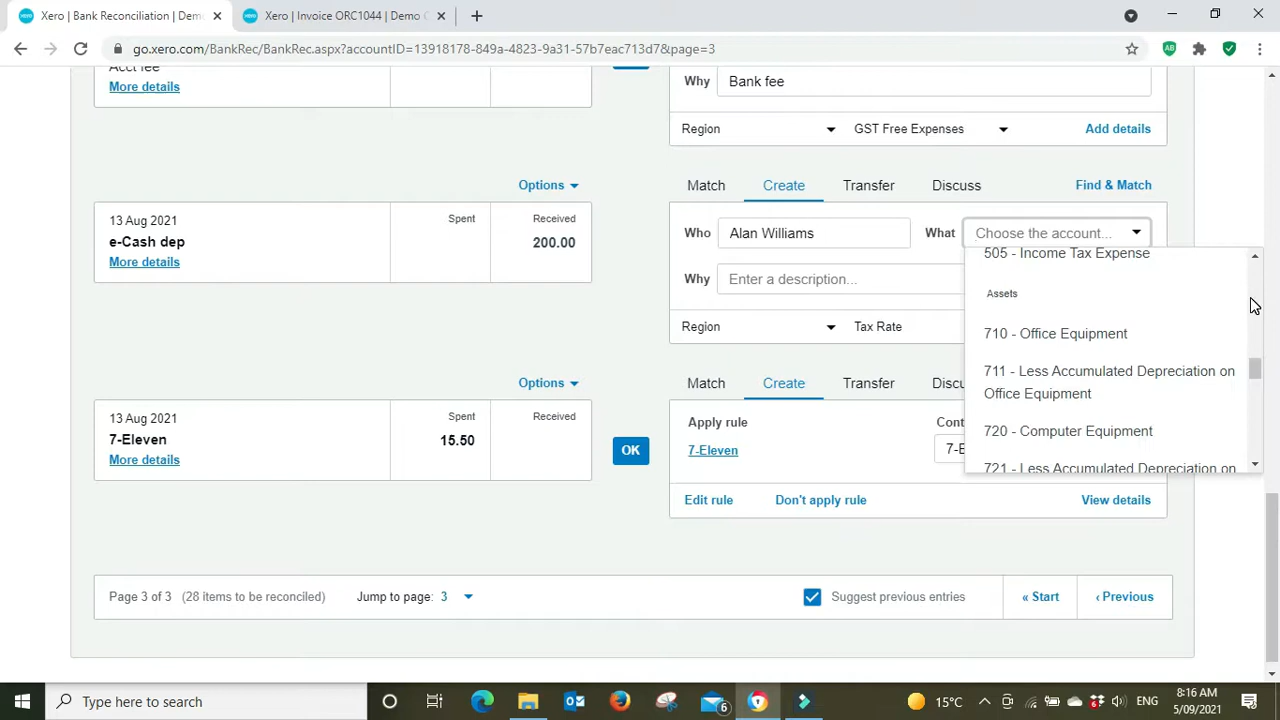 Xero | Bank Reconciliation | Demo
Xero | Invoice ORC1044 | Demo C
go.xero.com/BankRec/BankRec.aspx?accountID=13918178-849a-4823-9a31-57b7eac713d7&page=3
Acct fee
More details
Why Bank fee
Region GST Free Expenses Add details
Options Match Create Transfer Discuss Find & Match
13 Aug 2021 Spent Received
e-Cash dep 200.00
More details
Who Alan Williams What Choose the account...
Why Enter a description...
Region Tax Rate
505 - Income Tax Expense
Assets
710 - Office Equipment
711 - Less Accumulated Depreciation on
Office Equipment
720 - Computer Equipment
721 - Less Accumulated Depreciation on
Options Match Create Transfer Discu
13 Aug 2021 Spent Received
7-Eleven 15.50
More details
OK
Apply rule Cont
7-Eleven 7-E
Edit rule Don't apply rule View details
Page 3 of 3 (28 items to be reconciled) Jump to page: 3 Suggest previous entries « Start ‹ Previous
Type here to search
6
15°C
ENG
8:16 AM
5/09/2021